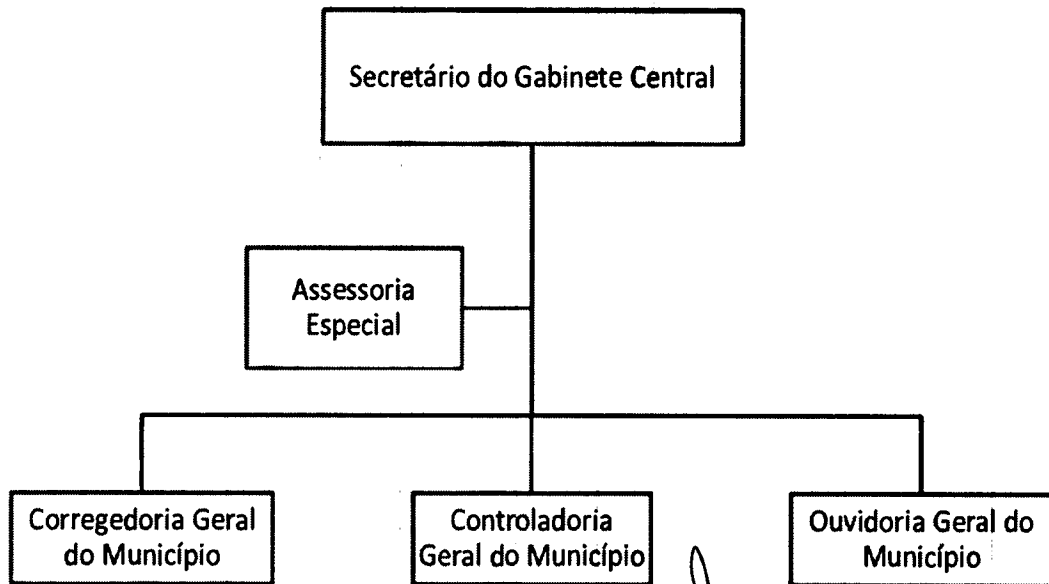 Secretário do Gabinete Central
Assessoria
Especial
Corregedoria Geral
do Município
Controladoria
Geral do Município
Ouvidoria Geral do
Município